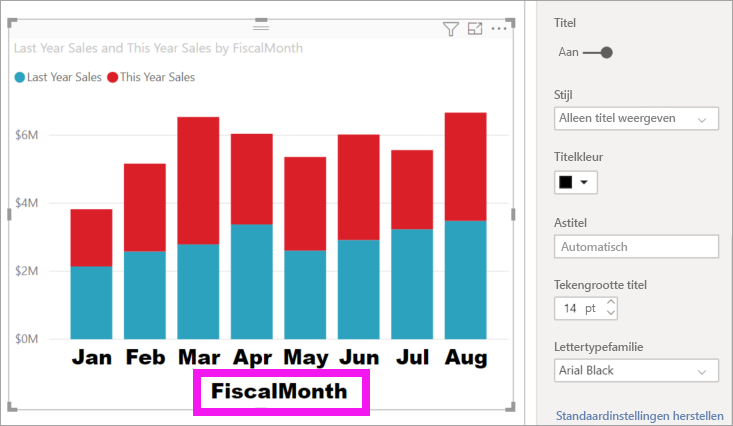 Last Year Sales and This Year Sales by FiscalMonth
Last Year Sales This Year Sales
$6M
$4M
$2M
$0M
Jan Feb Mar Apr May Jun Jul Aug
FiscalMonth
Titel
Aan
Stijl
Alleen titel weergeven
Titelkleur
Astitel
Automatisch
Tekengrootte titel
14 pt
Lettertypefamilie
Arial Black
Standaardinstellingen herstellen